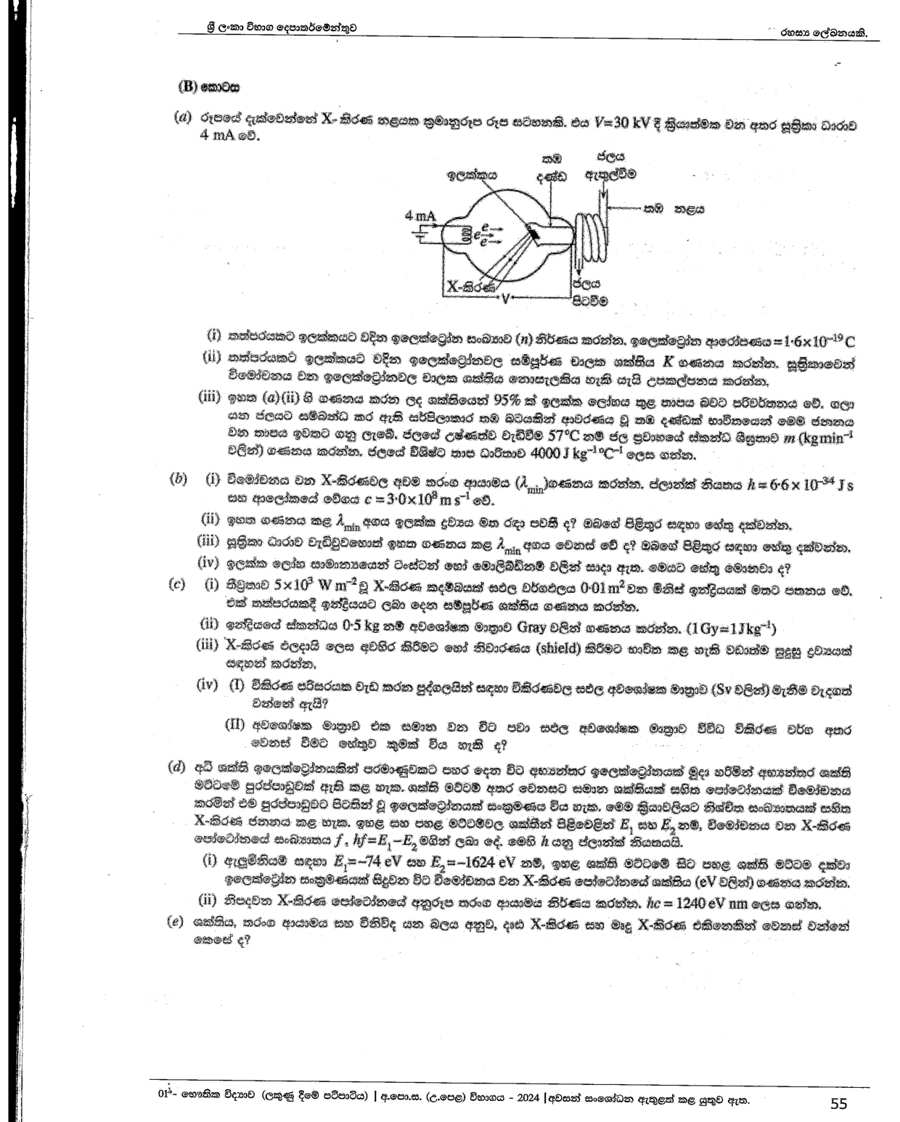 ශ්‍රී ලංකා විභාග දෙපාර්තමේන්තුව
රහස්‍ය ලේඛනයකි.
(B) කොටස
(a) රූපයේ දැක්වෙන්නේ X- කිරණ නළයක ක්‍රමානුරූප රූප සටහනකි. එය V=30 kV දී ක්‍රියාත්මක වන අතර සූත්‍රිකා ධාරාව
4 mA වේ.
ඉලක්කය
තඹ
දණ්ඩ
ජලය
ඇතුල්වීම
තඹ නළය
4 mA
e
e
e
X-කිරණ
V
ජලය
පිටවීම
(i) තත්පරයකට ඉලක්කයට වදින ඉලෙක්ට්‍රෝන සංඛ්‍යාව (n) නිර්ණය කරන්න. ඉලෙක්ට්‍රෝන ආරෝපණය = 1·6×10⁻¹⁹ C
(ii) තත්පරයකට ඉලක්කයට වදින ඉලෙක්ට්‍රෝනවල සම්පූර්ණ චාලක ශක්තිය K ගණනය කරන්න. සූත්‍රිකාවෙන්
විමෝචනය වන ඉලෙක්ට්‍රෝනවල චාලක ශක්තිය නොසැලකිය හැකි යැයි උපකල්පනය කරන්න.
(iii) ඉහත (a)(ii) හි ගණනය කරන ලද ශක්තියෙන් 95% ක් ඉලක්ක ලෝහය තුළ තාපය බවට පරිවර්තනය වේ. ගලා
යන ජලයට සම්බන්ධ කර ඇති සර්පිලාකාර තඹ බටයකින් ආවරණය වූ තඹ දණ්ඩක් භාවිතයෙන් මෙම ජනනය
වන තාපය ඉවතට ගනු ලැබේ. ජලයේ උෂ්ණත්ව වැඩිවීම 57°C නම් ජල ප්‍රවාහයේ ස්කන්ධ ශීඝ්‍රතාව m (kg min⁻¹
වලින්) ගණනය කරන්න. ජලයේ විශිෂ්ට තාප ධාරිතාව 4000 J kg⁻¹ °C⁻¹ ලෙස ගන්න.
(b) (i) විමෝචනය වන X-කිරණවල අවම තරංග ආයාමය (λmin)ගණනය කරන්න. ප්ලාන්ක් නියතය h = 6·6 × 10⁻³⁴ J s
සහ ආලෝකයේ වේගය c = 3·0×10⁸ m s⁻¹ වේ.
(ii) ඉහත ගණනය කළ λmin අගය ඉලක්ක ද්‍රව්‍යය මත රඳා පවතී ද? ඔබගේ පිළිතුර සඳහා හේතු දක්වන්න.
(iii) සූත්‍රිකා ධාරාව වැඩිවුවහොත් ඉහත ගණනය කළ λmin අගය වෙනස් වේ ද? ඔබගේ පිළිතුර සඳහා හේතු දක්වන්න.
(iv) ඉලක්ක ලෝහ සාමාන්‍යයෙන් ටංස්ටන් හෝ මොලිබ්ඩිනම් වලින් සාදා ඇත. මෙයට හේතු මොනවා ද?
(c) (i) තීව්‍රතාව 5×10³ W m⁻² වූ X-කිරණ කදම්බයක් සඵල වර්ගඵලය 0·01 m² වන මිනිස් ඉන්ද්‍රියයක් මතට පතනය වේ.
එක් තත්පරයකදී ඉන්ද්‍රියයට ලබා දෙන සම්පූර්ණ ශක්තිය ගණනය කරන්න.
(ii) ඉන්ද්‍රියයේ ස්කන්ධය 0·5 kg නම් අවශෝෂක මාත්‍රාව Gray වලින් ගණනය කරන්න. (1 Gy = 1 J kg⁻¹)
(iii) X-කිරණ ඵලදායි ලෙස අවහිර කිරීමට හෝ නිවාරණය (shield) කිරීමට භාවිත කළ හැකි වඩාත්ම සුදුසු ද්‍රව්‍යයක්
සඳහන් කරන්න.
(iv) (I) විකිරණ පරිසරයක වැඩ කරන පුද්ගලයින් සඳහා විකිරණවල සඵල අවශෝෂක මාත්‍රාව (Sv වලින්) මැනීම වැදගත්
වන්නේ ඇයි?
(II) අවශෝෂක මාත්‍රාව එක සමාන වන විට පවා සඵල අවශෝෂක මාත්‍රාව විවිධ විකිරණ වර්ග අතර
වෙනස් වීමට හේතුව කුමක් විය හැකි ද?
(d) අධි ශක්ති ඉලෙක්ට්‍රෝනයකින් පරමාණුවකට පහර දෙන විට අභ්‍යන්තර ඉලෙක්ට්‍රෝනයක් මුදා හරිමින් අභ්‍යන්තර ශක්ති
මට්ටමේ පුරප්පාඩුවක් ඇති කළ හැක. ශක්ති මට්ටම් අතර වෙනසට සමාන ශක්තියක් සහිත ෆෝටෝනයක් විමෝචනය
කරමින් එම පුරප්පාඩුවට පිටතින් වූ ඉලෙක්ට්‍රෝනයක් සංක්‍රමණය විය හැක. මෙම ක්‍රියාවලියට නිශ්චිත සංඛ්‍යාතයක් සහිත
X-කිරණ ජනනය කළ හැක. ඉහළ සහ පහළ මට්ටම්වල ශක්තීන් පිළිවෙළින් E₁ සහ E₂ නම්, විමෝචනය වන X-කිරණ
ෆෝටෝනයේ සංඛ්‍යාතය f, hf=E₁−E₂ මගින් ලබා දේ. මෙහි h යනු ප්ලාන්ක් නියතයයි.
(i) ඇලුමිනියම් සඳහා E₁=−74 eV සහ E₂=−1624 eV නම්, ඉහළ ශක්ති මට්ටමේ සිට පහළ ශක්ති මට්ටම දක්වා
ඉලෙක්ට්‍රෝන සංක්‍රමණයක් සිදුවන විට විමෝචනය වන X-කිරණ ෆෝටෝනයේ ශක්තිය (eV වලින්) ගණනය කරන්න.
(ii) නිපදවන X-කිරණ ෆෝටෝනයේ අනුරූප තරංග ආයාමය නිර්ණය කරන්න. hc = 1240 eV nm ලෙස ගන්න.
(e) ශක්තිය, තරංග ආයාමය සහ විනිවිද යන බලය අනුව, දෘඪ X-කිරණ සහ මෘදු X-කිරණ එකිනෙකින් වෙනස් වන්නේ
කෙසේ ද?
01 - භෞතික විද්‍යාව (ලකුණු දීමේ පටිපාටිය) | අ.පො.ස. (උ.පෙළ) විභාගය - 2024 | අවසන් සංශෝධන ඇතුළත් කළ යුතුව ඇත.
55